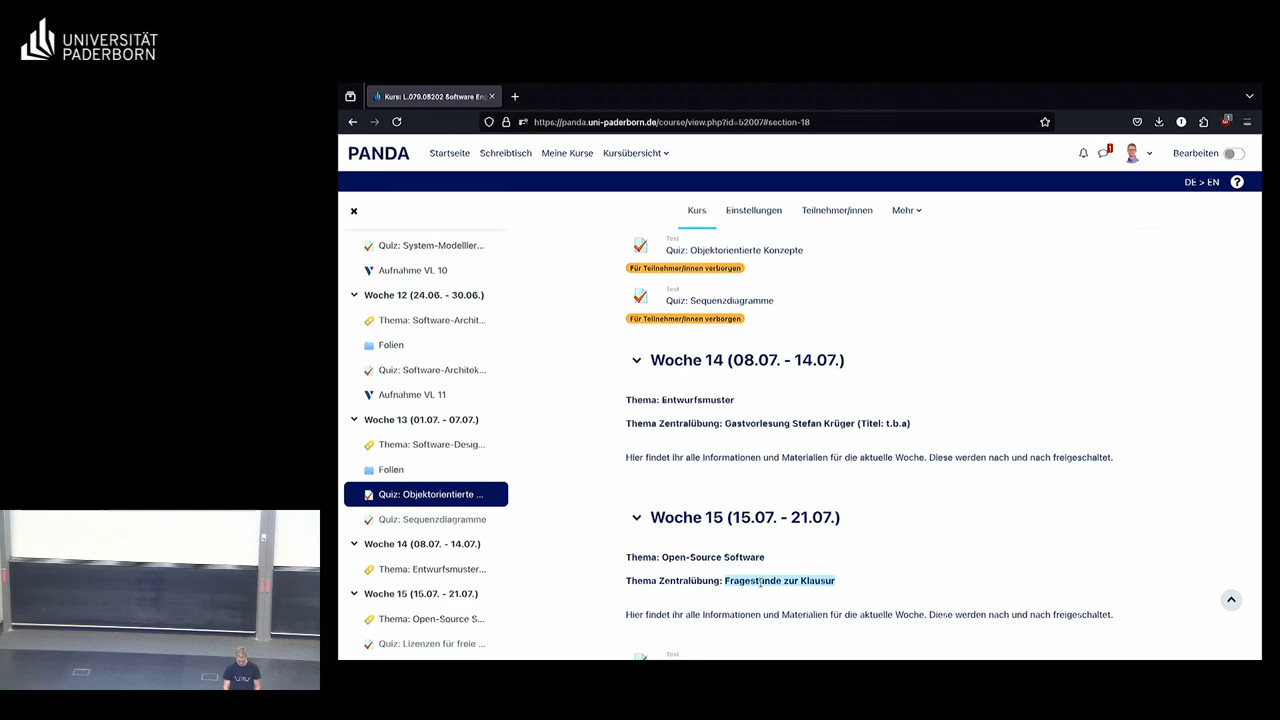 UNIVERSITÄT
PADERBORN
Kurs: L.079.05202 Software Eng
https://panda.uni-paderborn.de/course/view.php?id=52007#section-18
PANDA
Startseite
Schreibtisch
Meine Kurse
Kursübersicht
1
Bearbeiten
DE > EN
Kurs
Einstellungen
Teilnehmer/innen
Mehr
Quiz: System-Modellier...
Aufnahme VL 10
Woche 12 (24.06. - 30.06.)
Thema: Software-Archit...
Folien
Quiz: Software-Architek...
Aufnahme VL 11
Woche 13 (01.07. - 07.07.)
Thema: Software-Desig...
Folien
Quiz: Objektorientierte ...
Quiz: Sequenzdiagramme
Woche 14 (08.07. - 14.07.)
Thema: Entwurfsmuster...
Woche 15 (15.07. - 21.07.)
Thema: Open-Source S...
Quiz: Lizenzen für freie ...
Test
Quiz: Objektorientierte Konzepte
Für Teilnehmer/innen verborgen
Test
Quiz: Sequenzdiagramme
Für Teilnehmer/innen verborgen
Woche 14 (08.07. - 14.07.)
Thema: Entwurfsmuster
Thema Zentralübung: Gastvorlesung Stefan Krüger (Titel: t.b.a)
Hier findet ihr alle Informationen und Materialien für die aktuelle Woche. Diese werden nach und nach freigeschaltet.
Woche 15 (15.07. - 21.07.)
Thema: Open-Source Software
Thema Zentralübung: Fragestunde zur Klausur
Hier findet ihr alle Informationen und Materialien für die aktuelle Woche. Diese werden nach und nach freigeschaltet.
Test